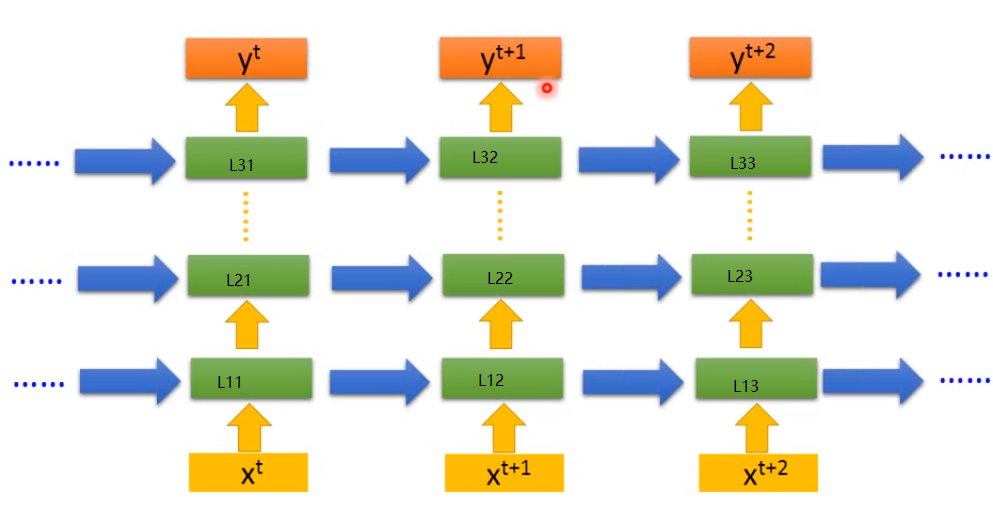 y^t y^t+1 y^t+2
L31 L32 L33
L21 L22 L23
L11 L12 L13
x^t x^t+1 x^t+2